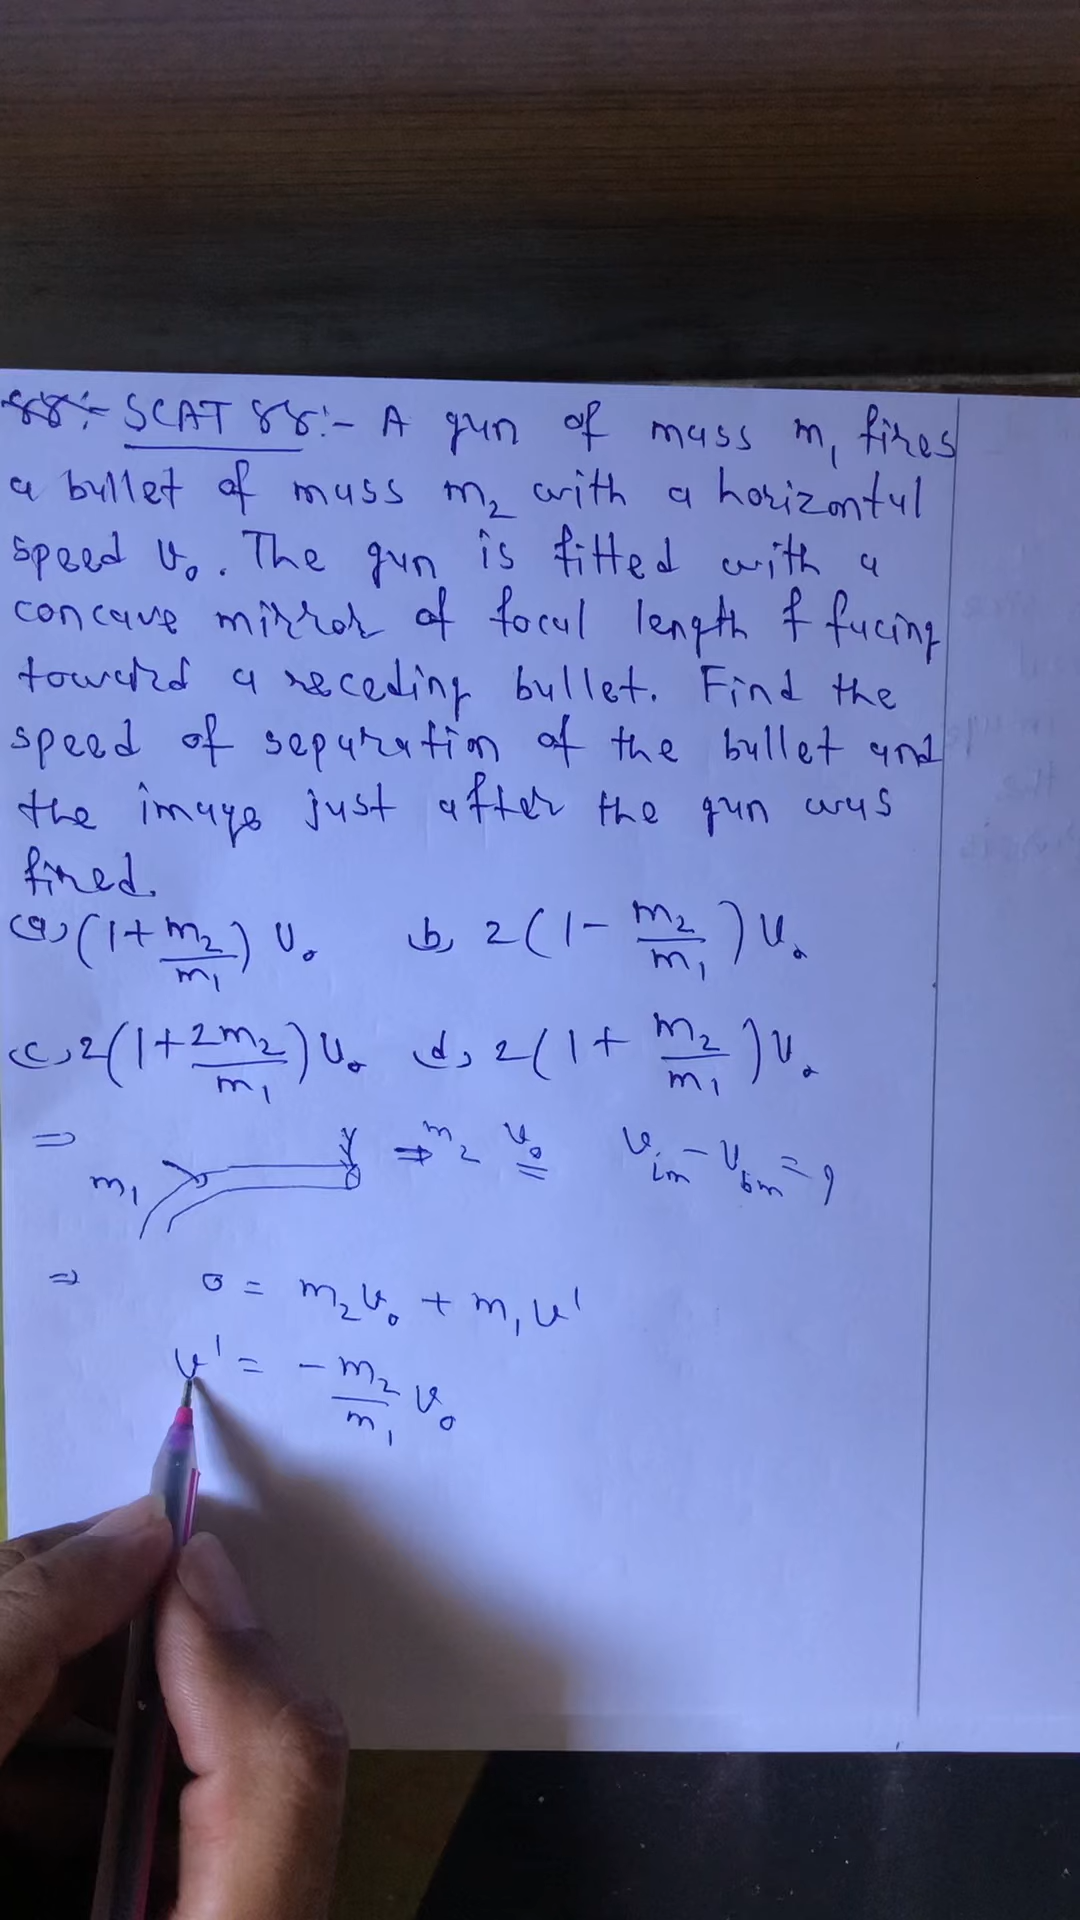 88:- SCAT 88:- A gun of mass m₁ fires
a bullet of mass m₂ with a horizontal
speed v₀. The gun is fitted with a
concave mirror of focal length f facing
toward a receding bullet. Find the
speed of separation of the bullet and
the image just after the gun was
fired.
(a) (1 + m₂/m₁) v₀ (b) 2(1 - m₂/m₁) v₀
(c) 2(1 + 2m₂/m₁) v₀ (d) 2(1 + m₂/m₁) v₀
⇒ m₁ ⇒ m₂ v₀ v_im - v_bm = ?
⇒ 0 = m₂v₀ + m₁v'
v' = - m₂/m₁ v₀